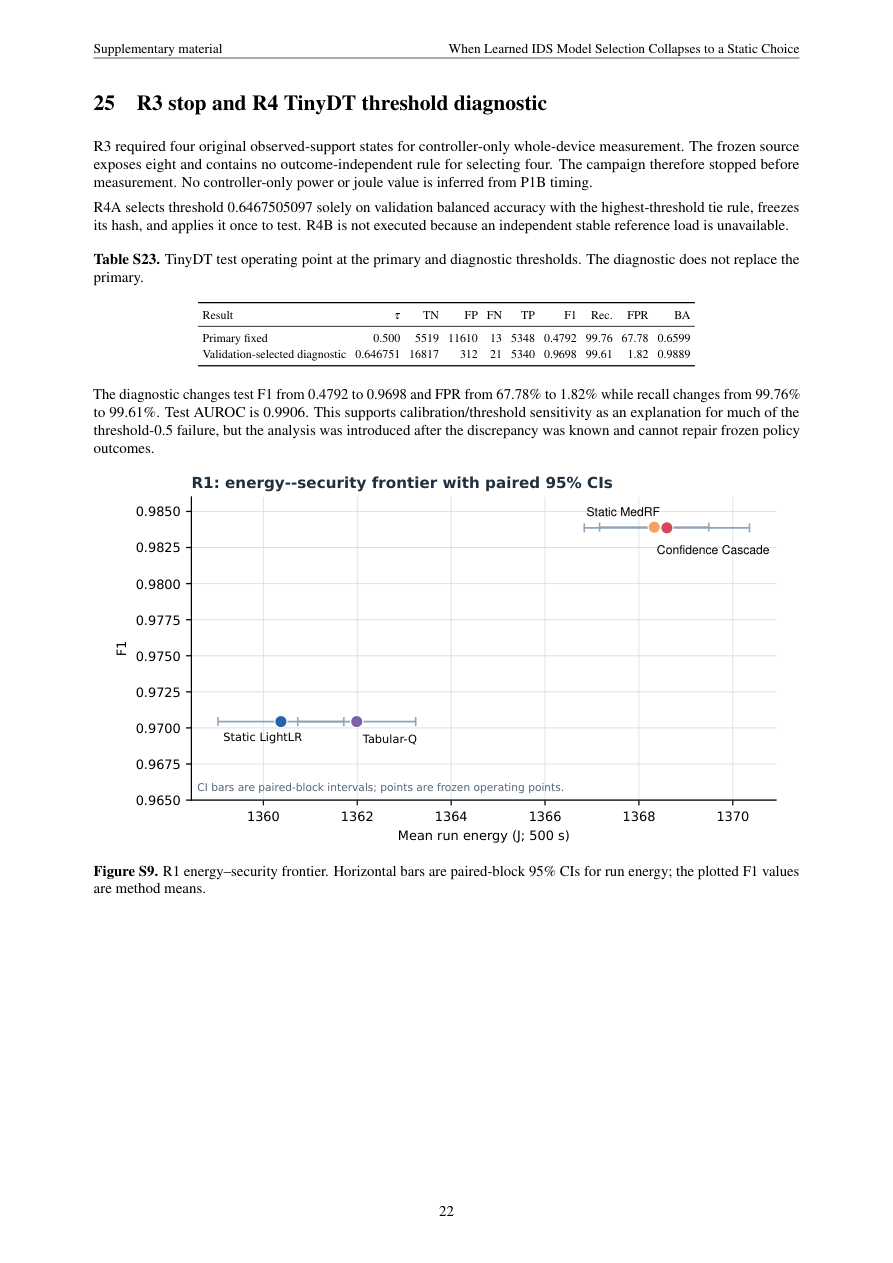 Supplementary material When Learned IDS Model Selection Collapses to a Static Choice
25 R3 stop and R4 TinyDT threshold diagnostic
R3 required four original observed-support states for controller-only whole-device measurement. The frozen source
exposes eight and contains no outcome-independent rule for selecting four. The campaign therefore stopped before
measurement. No controller-only power or joule value is inferred from P1B timing.
R4A selects threshold 0.6467505097 solely on validation balanced accuracy with the highest-threshold tie rule, freezes
its hash, and applies it once to test. R4B is not executed because an independent stable reference load is unavailable.
Table S23. TinyDT test operating point at the primary and diagnostic thresholds. The diagnostic does not replace the
primary.
Result τ TN FP FN TP F1 Rec. FPR BA
Primary fixed 0.500 5519 11610 13 5348 0.4792 99.76 67.78 0.6599
Validation-selected diagnostic 0.646751 16817 312 21 5340 0.9698 99.61 1.82 0.9889
The diagnostic changes test F1 from 0.4792 to 0.9698 and FPR from 67.78% to 1.82% while recall changes from 99.76%
to 99.61%. Test AUROC is 0.9906. This supports calibration/threshold sensitivity as an explanation for much of the
threshold-0.5 failure, but the analysis was introduced after the discrepancy was known and cannot repair frozen policy
outcomes.
R1: energy--security frontier with paired 95% CIs
0.9850
Static MedRF
0.9825
Confidence Cascade
0.9800
0.9775
0.9750
F1
0.9725
0.9700
Static LightLR
Tabular-Q
0.9675
CI bars are paired-block intervals; points are frozen operating points.
0.9650
1360 1362 1364 1366 1368 1370
Mean run energy (J; 500 s)
Figure S9. R1 energy–security frontier. Horizontal bars are paired-block 95% CIs for run energy; the plotted F1 values
are method means.
22